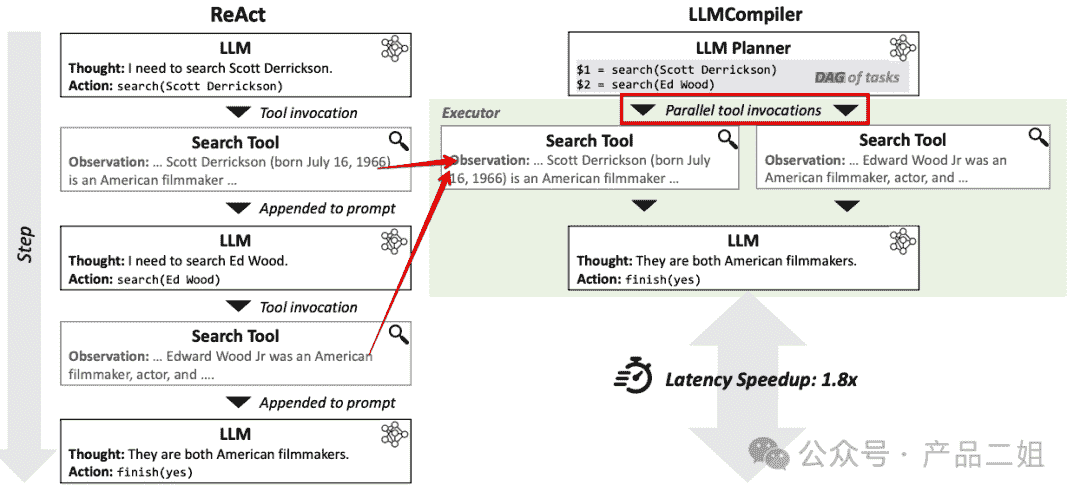 ReAct
Step
LLM
Thought: I need to search Scott Derrickson.
Action: search(Scott Derrickson)
Tool invocation
Search Tool
Observation: ... Scott Derrickson (born July 16, 1966)
is an American filmmaker ...
Appended to prompt
LLM
Thought: I need to search Ed Wood.
Action: search(Ed Wood)
Tool invocation
Search Tool
Observation: ... Edward Wood Jr was an American
filmmaker, actor, and ....
Appended to prompt
LLM
Thought: They are both American filmmakers.
Action: finish(yes)
LLMCompiler
LLM Planner
$1 = search(Scott Derrickson)
$2 = search(Ed Wood)
DAG of tasks
Executor
Parallel tool invocations
Search Tool
Observation: ... Scott Derrickson (born July
16, 1966) is an American filmmaker ...
Search Tool
Observation: ... Edward Wood Jr was an
American filmmaker, actor, and ...
LLM
Thought: They are both American filmmakers.
Action: finish(yes)
Latency Speedup: 1.8x
公众号 · 产品二姐